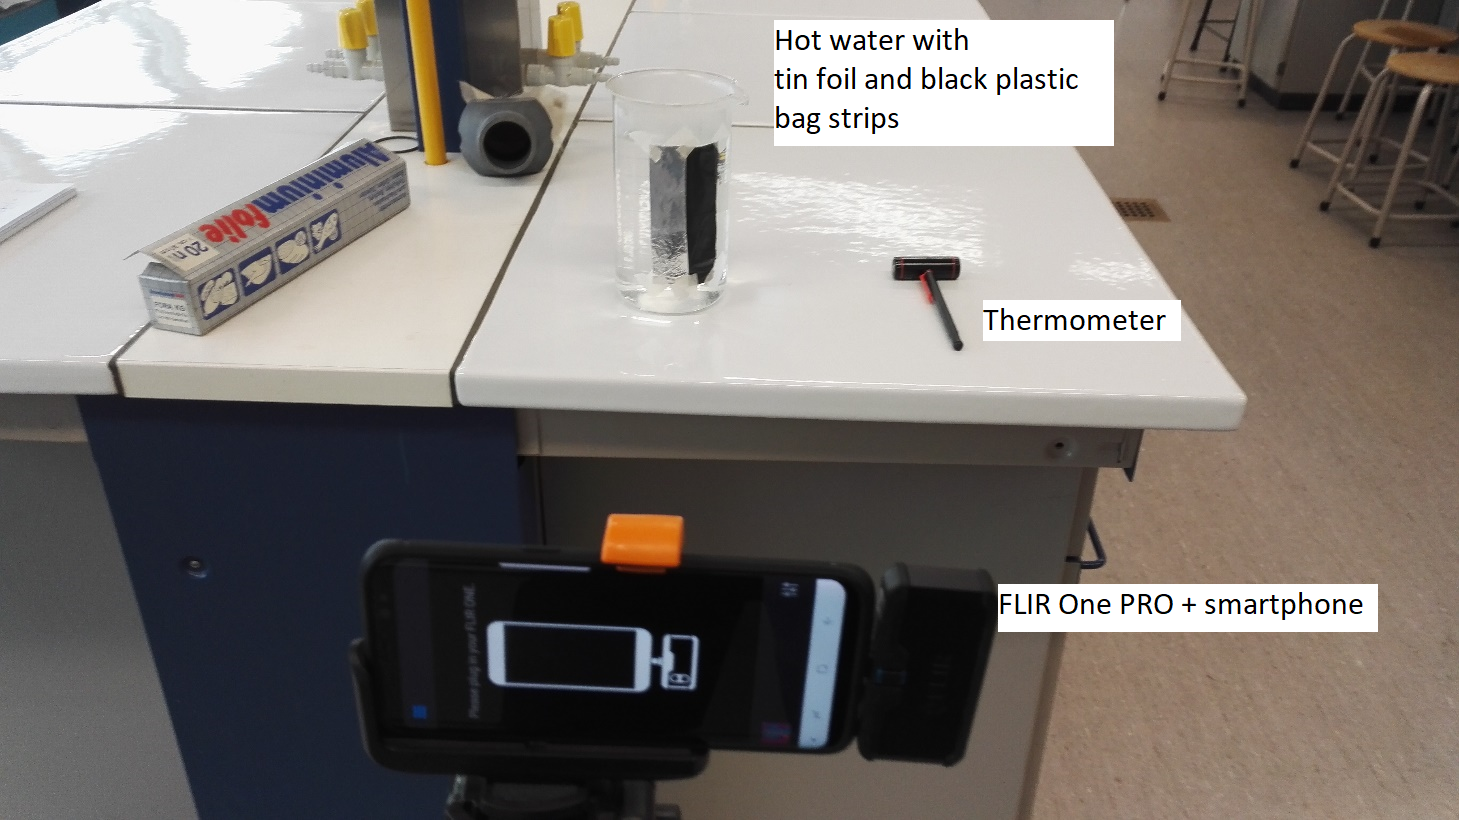 Hot water with
tin foil and black plastic
bag strips
Aluminiumfolie
20 m
Thermometer
FLIR One PRO + smartphone
Please plug in your FLIR ONE.